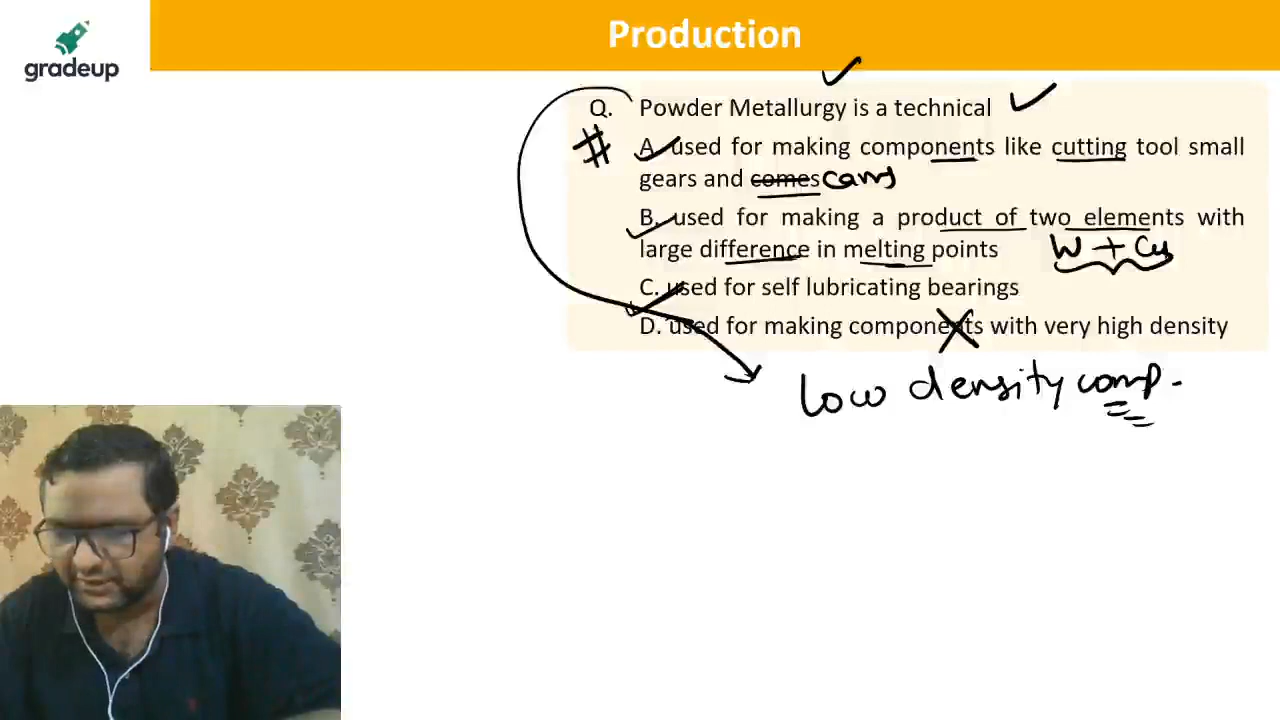 Production
gradeup
Q. Powder Metallurgy is a technical
# A. used for making components like cutting tool small
gears and comes cams
B. used for making a product of two elements with
large difference in melting points W + Cu
C. used for self lubricating bearings
D. used for making components with very high density
low density comp.